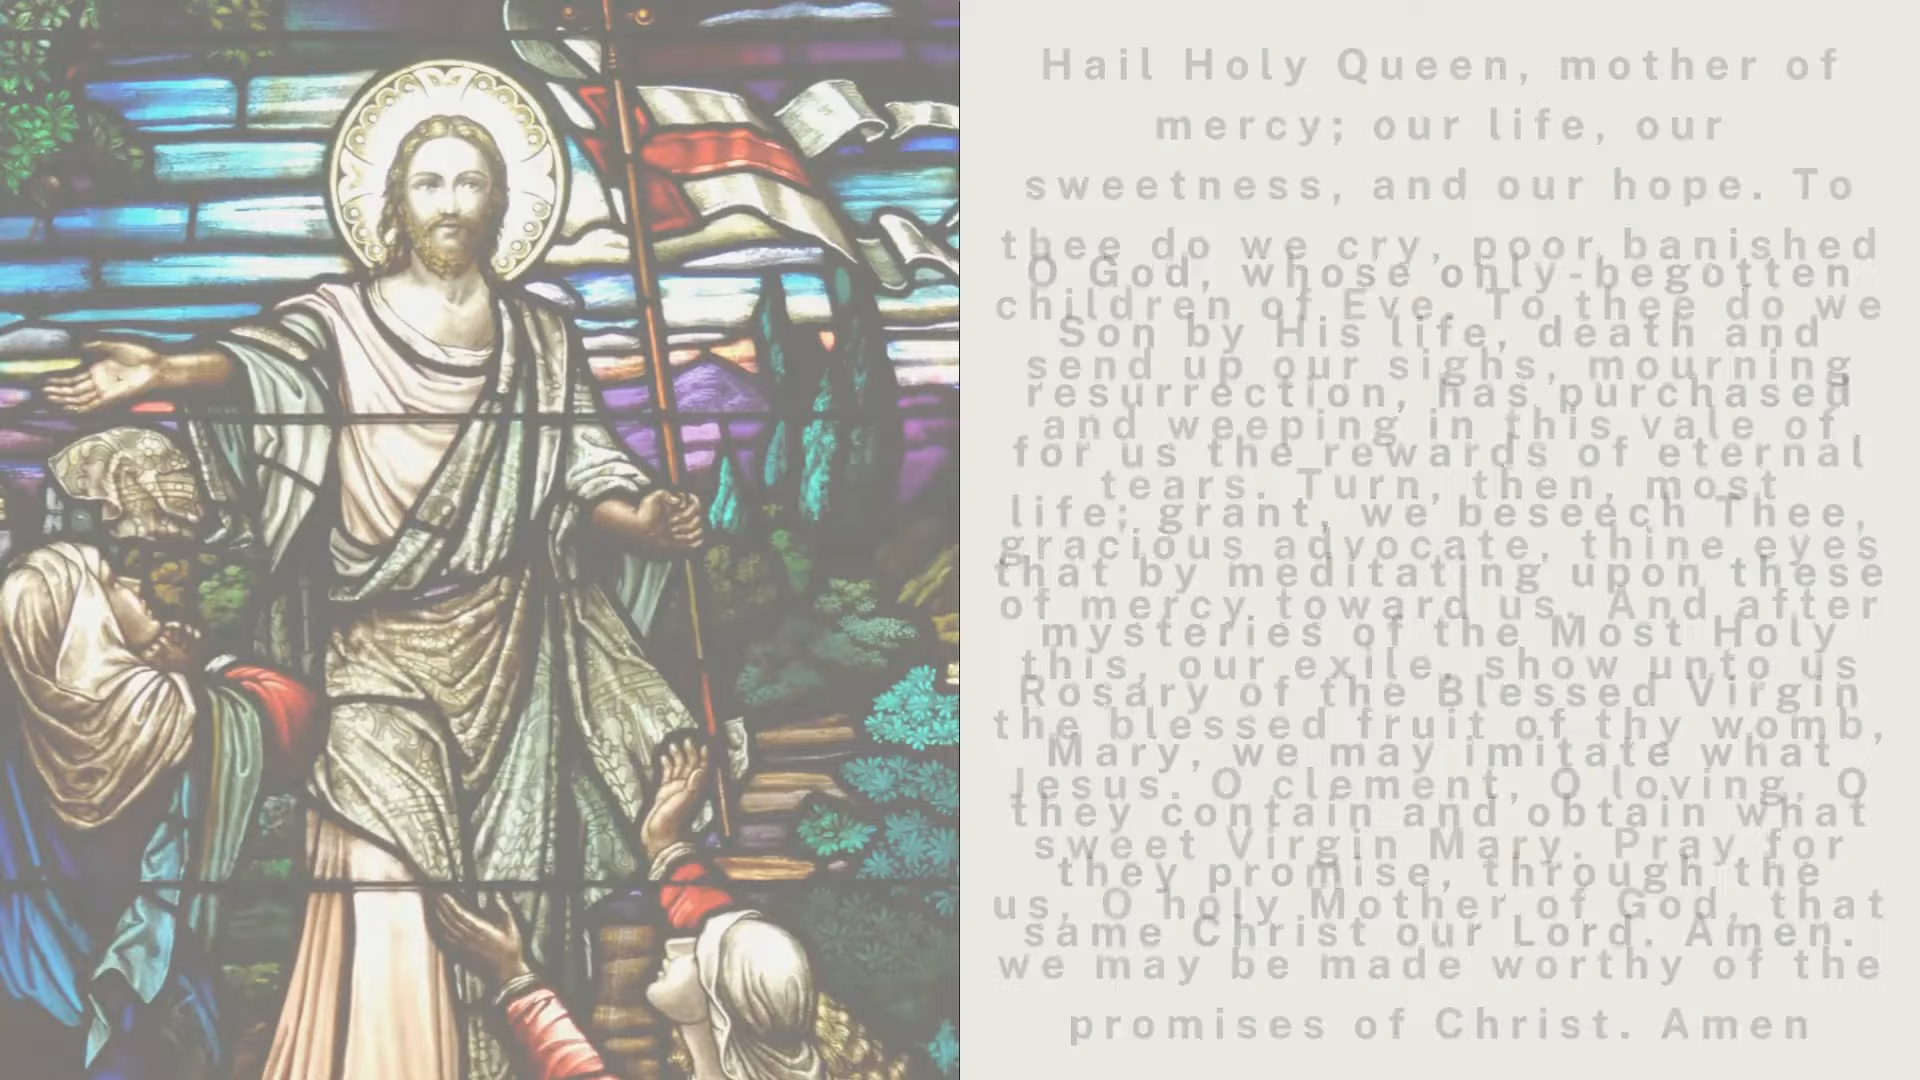 Hail Holy Queen, mother of
mercy; our life, our
sweetness, and our hope. To
thee do we cry, poor banished
children of Eve. To thee do we
send up our sighs, mourning
and weeping in this vale of
tears. Turn, then, most
gracious advocate, thine eyes
of mercy toward us. And after
this, our exile, show unto us
the blessed fruit of thy womb,
Jesus. O clement, O loving, O
sweet Virgin Mary. Pray for
us, O holy Mother of God, that
we may be made worthy of the
promises of Christ. Amen
O God, whose only-begotten
Son by His life, death and
resurrection, has purchased
for us the rewards of eternal
life; grant, we beseech Thee,
that by meditating upon these
mysteries of the Most Holy
Rosary of the Blessed Virgin
Mary, we may imitate what
they contain and obtain what
they promise, through the
same Christ our Lord. Amen.